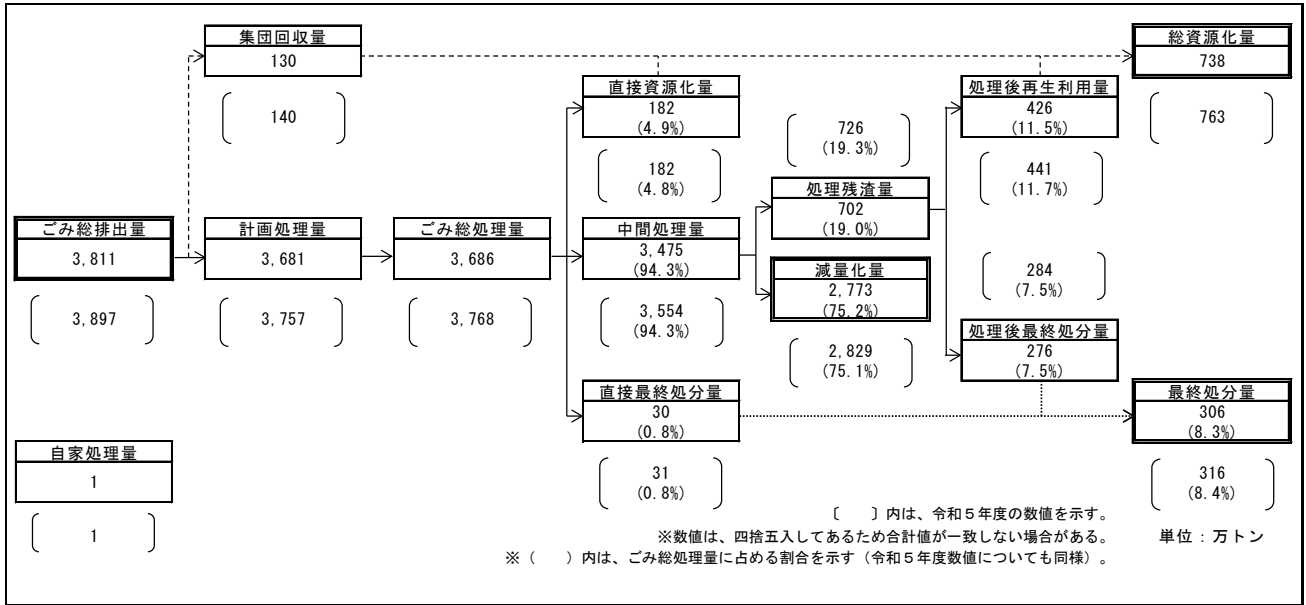 集団回収量
130
140
総資源化量
738
763
直接資源化量
182
(4.9%)
182
(4.8%)
726
(19.3%)
処理後再生利用量
426
(11.5%)
441
(11.7%)
ごみ総排出量
3,811
3,897
計画処理量
3,681
3,757
ごみ総処理量
3,686
3,768
中間処理量
3,475
(94.3%)
3,554
(94.3%)
処理残渣量
702
(19.0%)
減量化量
2,773
(75.2%)
2,829
(75.1%)
284
(7.5%)
処理後最終処分量
276
(7.5%)
直接最終処分量
30
(0.8%)
31
(0.8%)
最終処分量
306
(8.3%)
316
(8.4%)
自家処理量
1
1
〔　　〕内は、令和５年度の数値を示す。
※数値は、四捨五入してあるため合計値が一致しない場合がある。
単位：万トン
※（　　）内は、ごみ総処理量に占める割合を示す（令和５年度数値についても同様）。